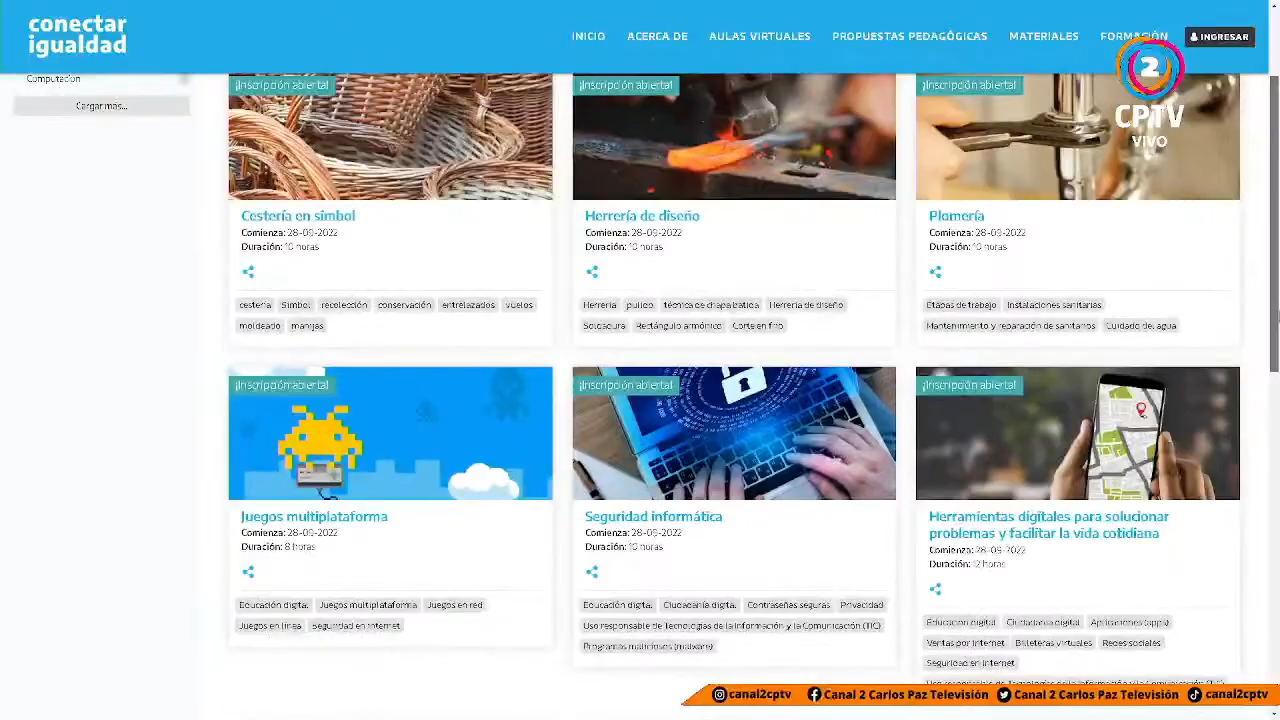 conectar
igualdad
INICIO ACERCA DE AULAS VIRTUALES PROPUESTAS PEDAGÓGICAS MATERIALES FORMACIÓN INGRESAR
2
CPTV
VIVO
Computación
Cargar más...
¡Inscripción abierta!
Cestería en simbol
Comienza: 28-09-2022
Duración: 10 horas
cestería Simbol recolección conservación entrelazados vuelos
moldeado manijas
¡Inscripción abierta!
Herrería de diseño
Comienza: 28-09-2022
Duración: 10 horas
Herrería pulido técnica de chapa batida Herrería de diseño
Soldadura Rectángulo armónico Corte en frío
¡Inscripción abierta!
Plomería
Comienza: 28-09-2022
Duración: 10 horas
Etapas de trabajo Instalaciones sanitarias
Mantenimiento y reparación de sanitarios Cuidado del agua
¡Inscripción abierta!
Juegos multiplataforma
Comienza: 28-09-2022
Duración: 8 horas
Educación digital Juegos multiplataforma Juegos en red
Juegos en línea Seguridad en Internet
¡Inscripción abierta!
Seguridad informática
Comienza: 28-09-2022
Duración: 10 horas
Educación digital Ciudadanía digital Contraseñas seguras Privacidad
Uso responsable de Tecnologías de la Información y la Comunicación (TIC)
Programas maliciosos (malware)
¡Inscripción abierta!
Herramientas digitales para solucionar
problemas y facilitar la vida cotidiana
Comienza: 28-09-2022
Duración: 12 horas
Educación digital Ciudadanía digital Aplicaciones (apps)
Ventas por Internet Billeteras virtuales Redes sociales
Seguridad en Internet
canal2cptv Canal 2 Carlos Paz Televisión Canal 2 Carlos Paz Televisión canal2cptv